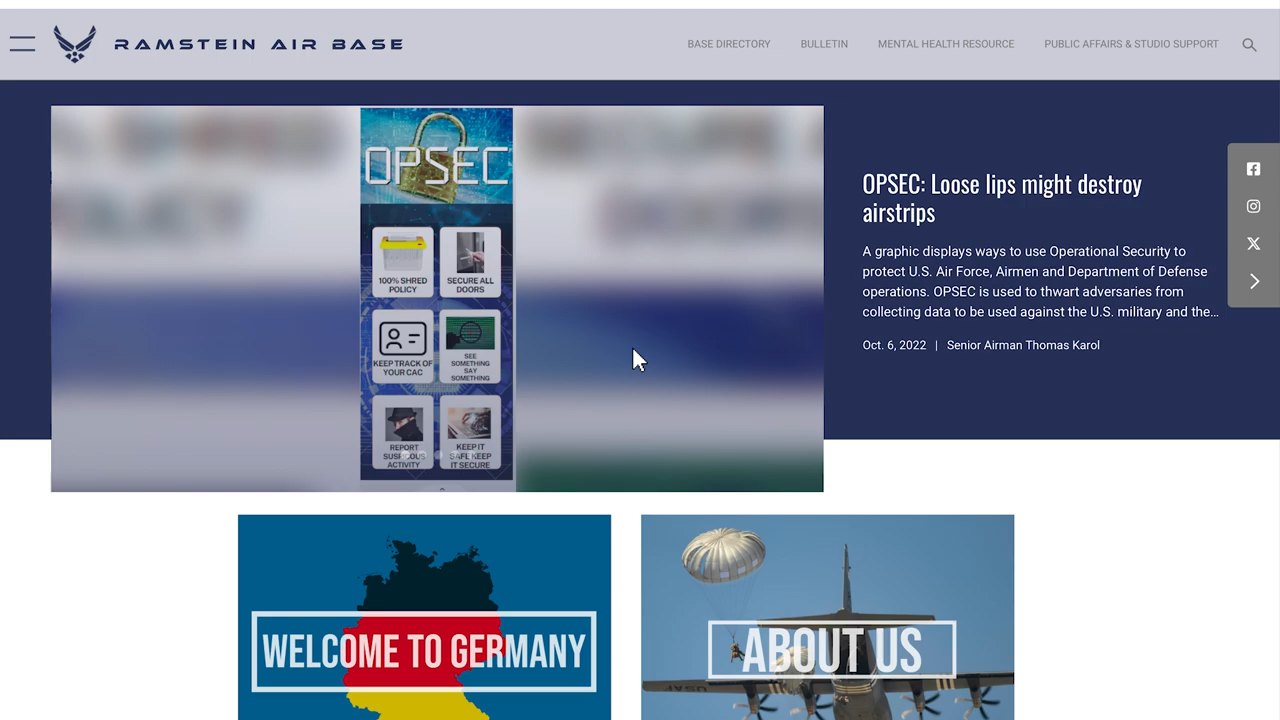 RAMSTEIN AIR BASE
BASE DIRECTORY
BULLETIN
MENTAL HEALTH RESOURCE
PUBLIC AFFAIRS & STUDIO SUPPORT
OPSEC
100% SHRED
POLICY
SECURE ALL
DOORS
KEEP TRACK OF
YOUR CAC
SEE
SOMETHING
SAY
SOMETHING
REPORT
SUSPICIOUS
ACTIVITY
KEEP IT
SAFE KEEP
IT SECURE
OPSEC: Loose lips might destroy
airstrips
A graphic displays ways to use Operational Security to
protect U.S. Air Force, Airmen and Department of Defense
operations. OPSEC is used to thwart adversaries from
collecting data to be used against the U.S. military and the...
Oct. 6, 2022 | Senior Airman Thomas Karol
WELCOME TO GERMANY
ABOUT US